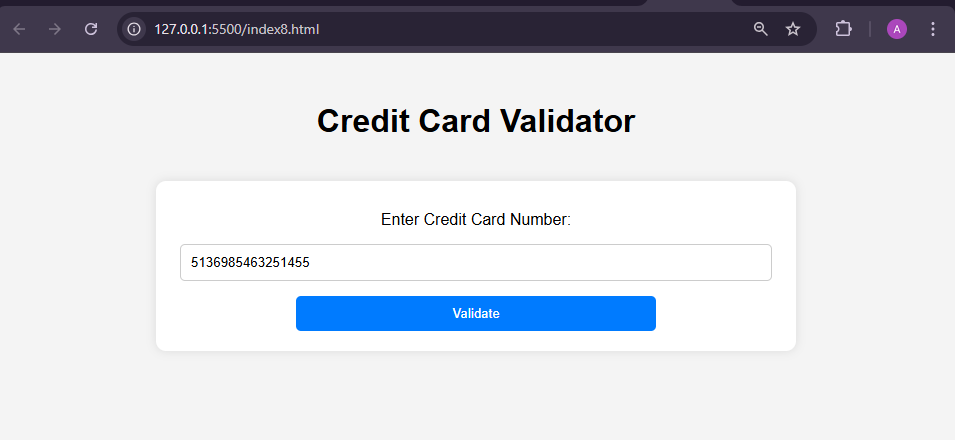 127.0.0.1:5500/index8.html
A
Credit Card Validator
Enter Credit Card Number:
5136985463251455
Validate